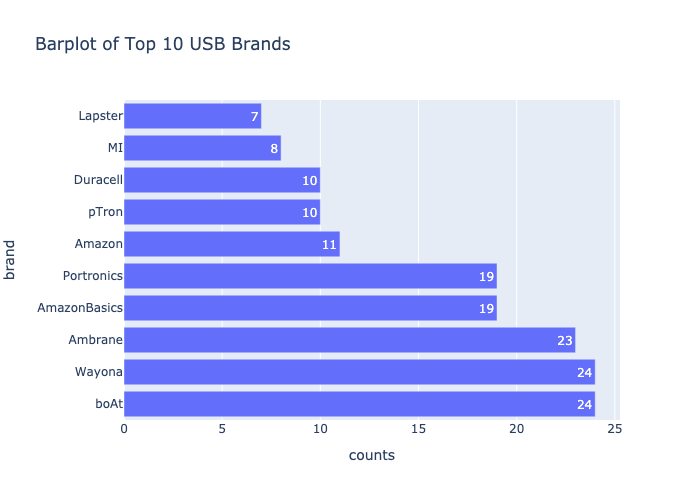 Barplot of Top 10 USB Brands
brand
Lapster 7
MI 8
Duracell 10
pTron 10
Amazon 11
Portronics 19
AmazonBasics 19
Ambrane 23
Wayona 24
boAt 24
0 5 10 15 20 25
counts